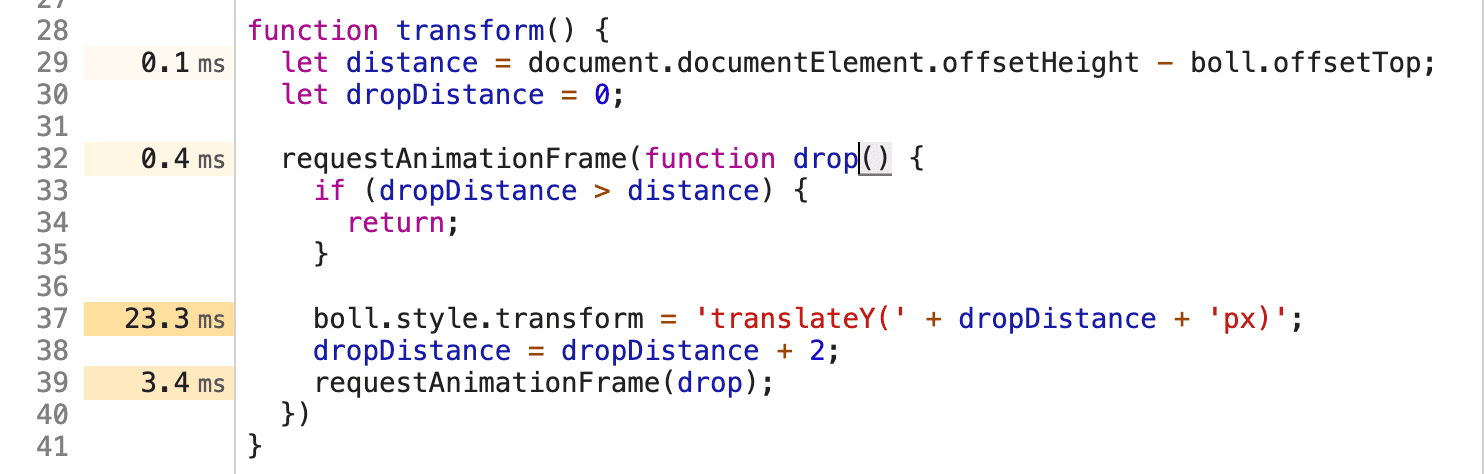 27
28 function transform() {
29 0.1 ms let distance = document.documentElement.offsetHeight - boll.offsetTop;
30 let dropDistance = 0;
31
32 0.4 ms requestAnimationFrame(function drop() {
33 if (dropDistance > distance) {
34 return;
35 }
36
37 23.3 ms boll.style.transform = 'translateY(' + dropDistance + 'px)';
38 dropDistance = dropDistance + 2;
39 3.4 ms requestAnimationFrame(drop);
40 })
41 }